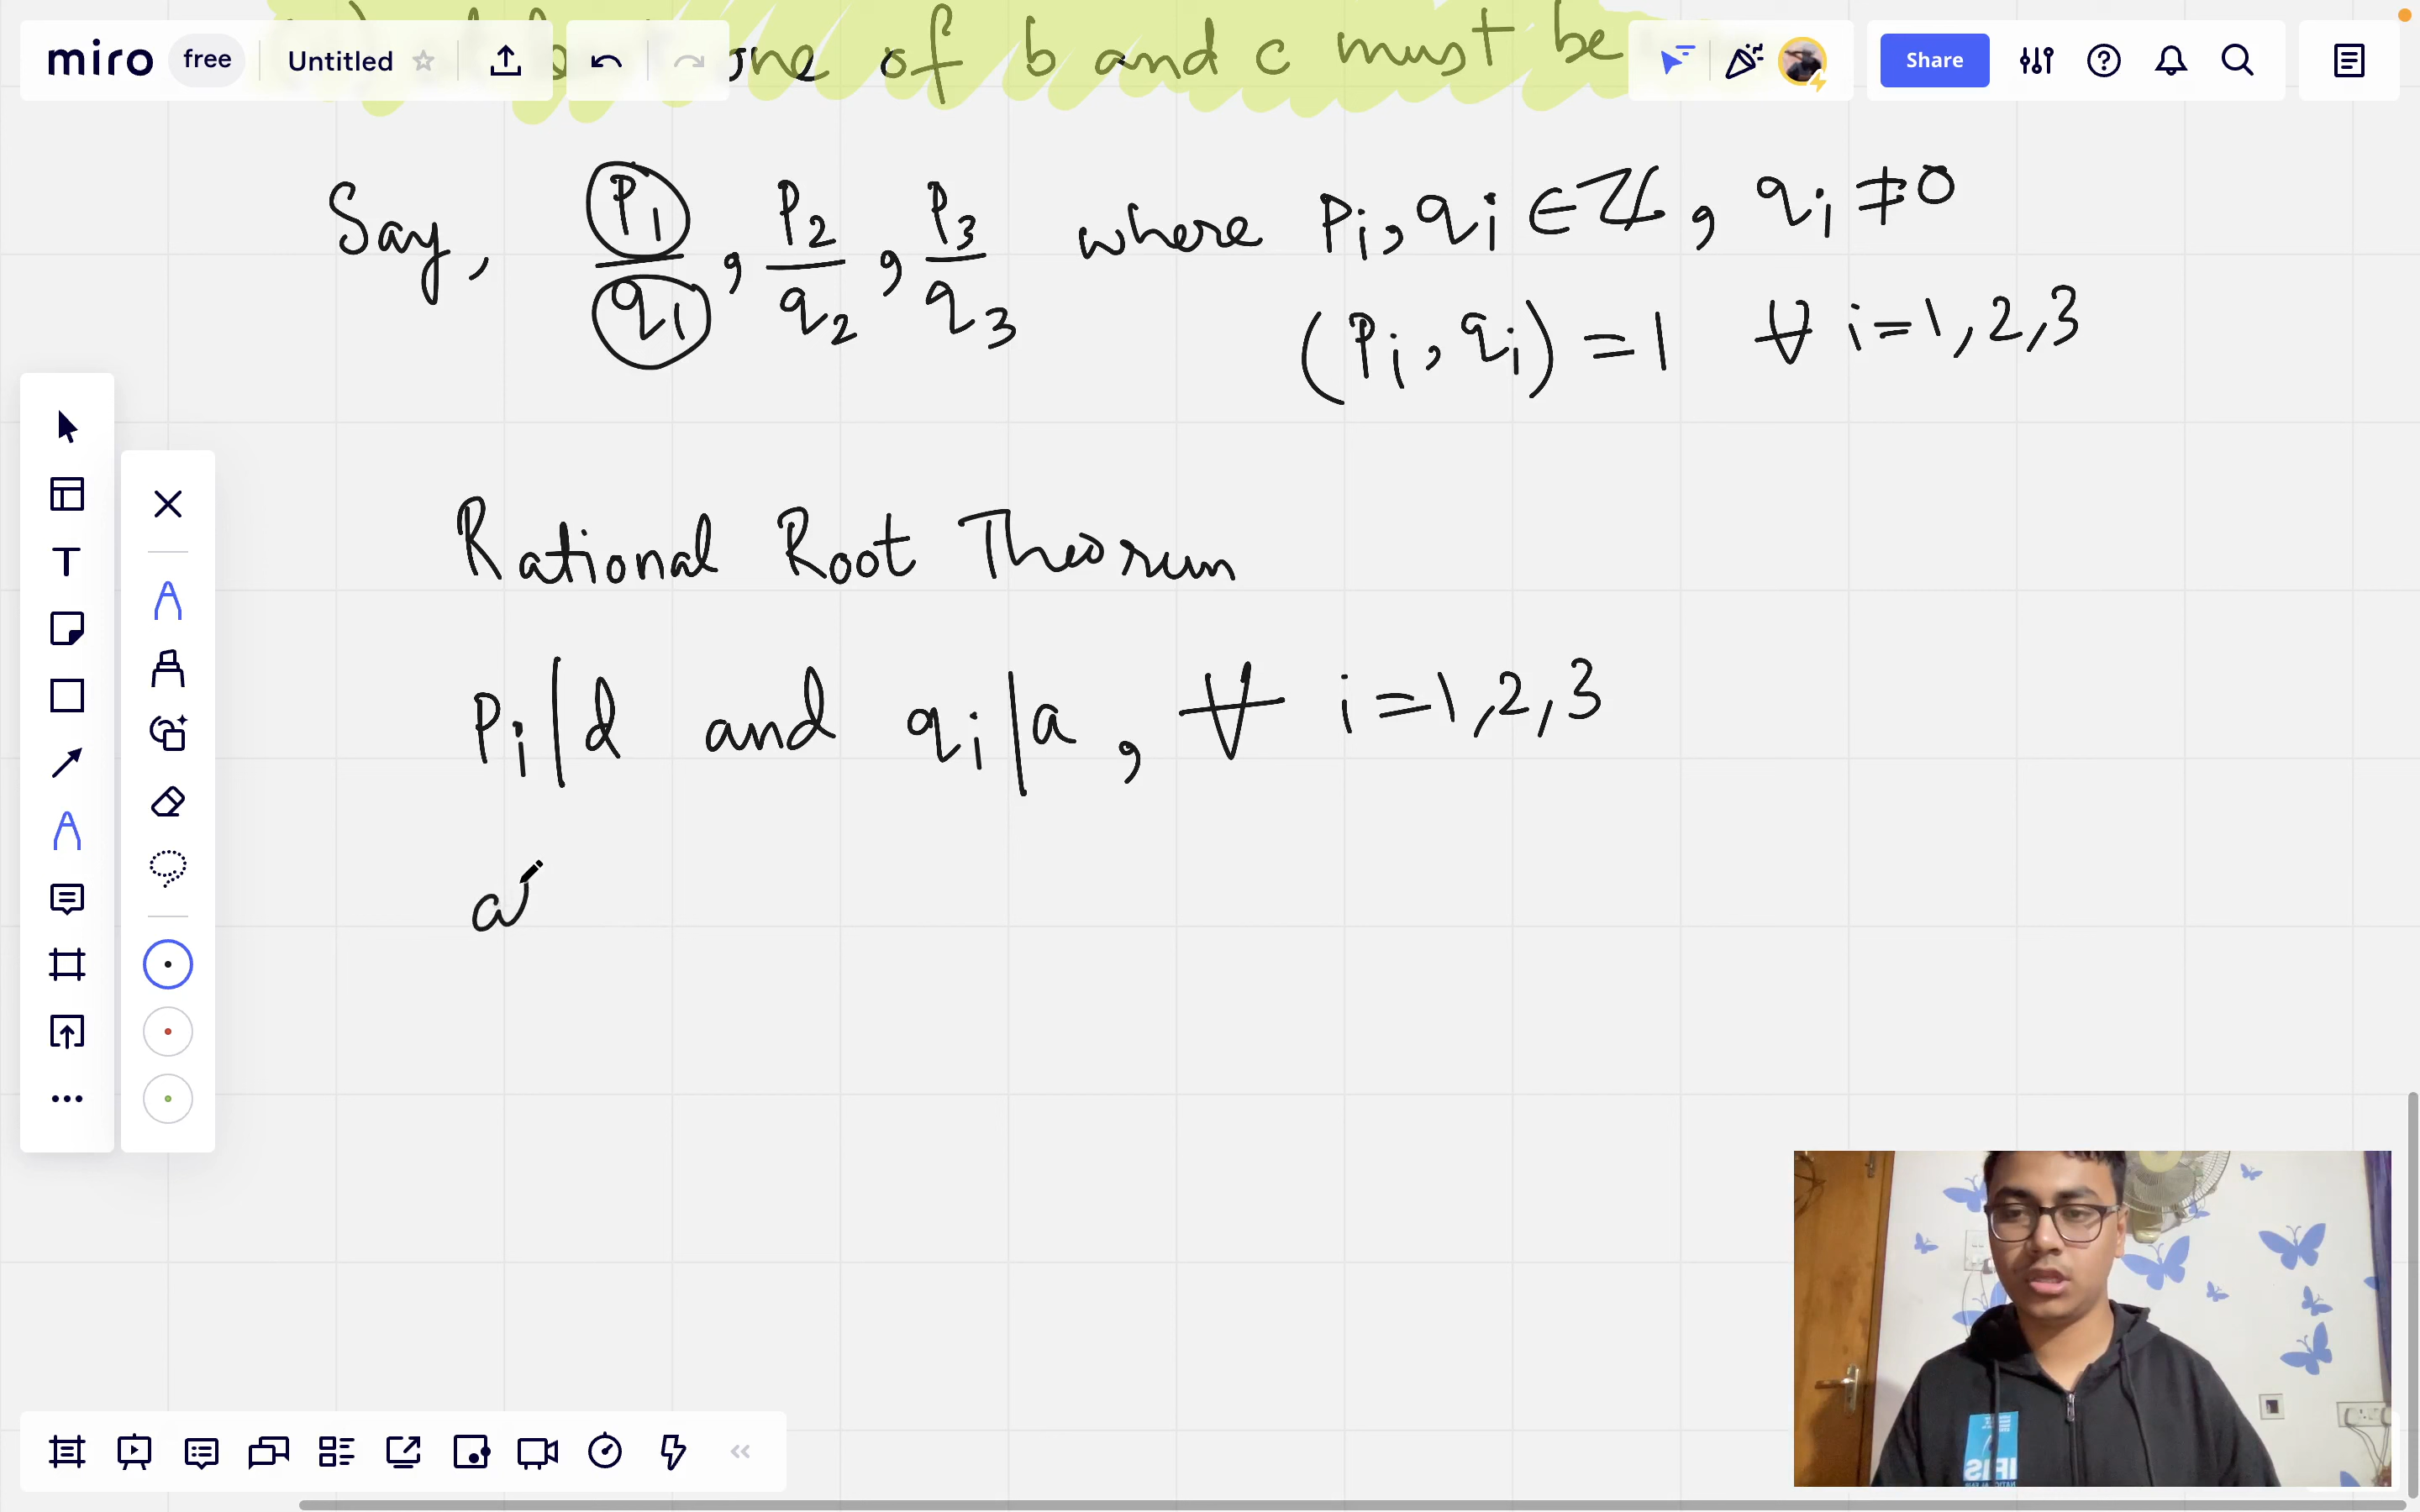 miro free Untitled Share
one of b and c must be
Say, P1/q1, P2/q2, P3/q3 where Pi, qi ∈ ℤ, qi ≠ 0
(Pi, qi) = 1 ∀ i=1,2,3
Rational Root Theorem
Pi|d and qi|a, ∀ i=1,2,3
a